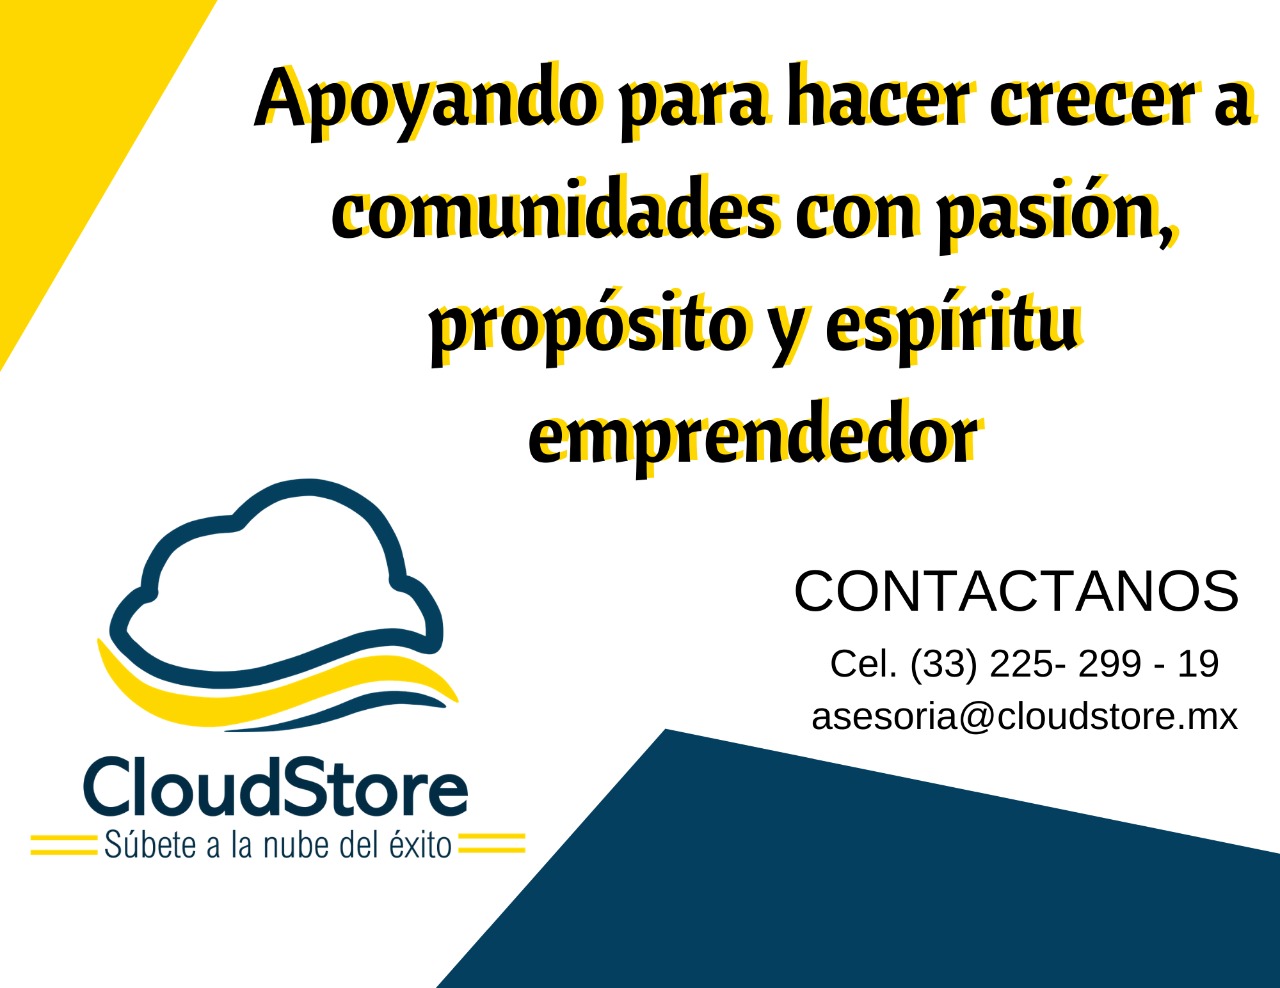 Apoyando para hacer crecer a
comunidades con pasión,
propósito y espíritu
emprendedor
CONTACTANOS
Cel. (33) 225- 299 - 19
asesoria@cloudstore.mx
CloudStore
Súbete a la nube del éxito